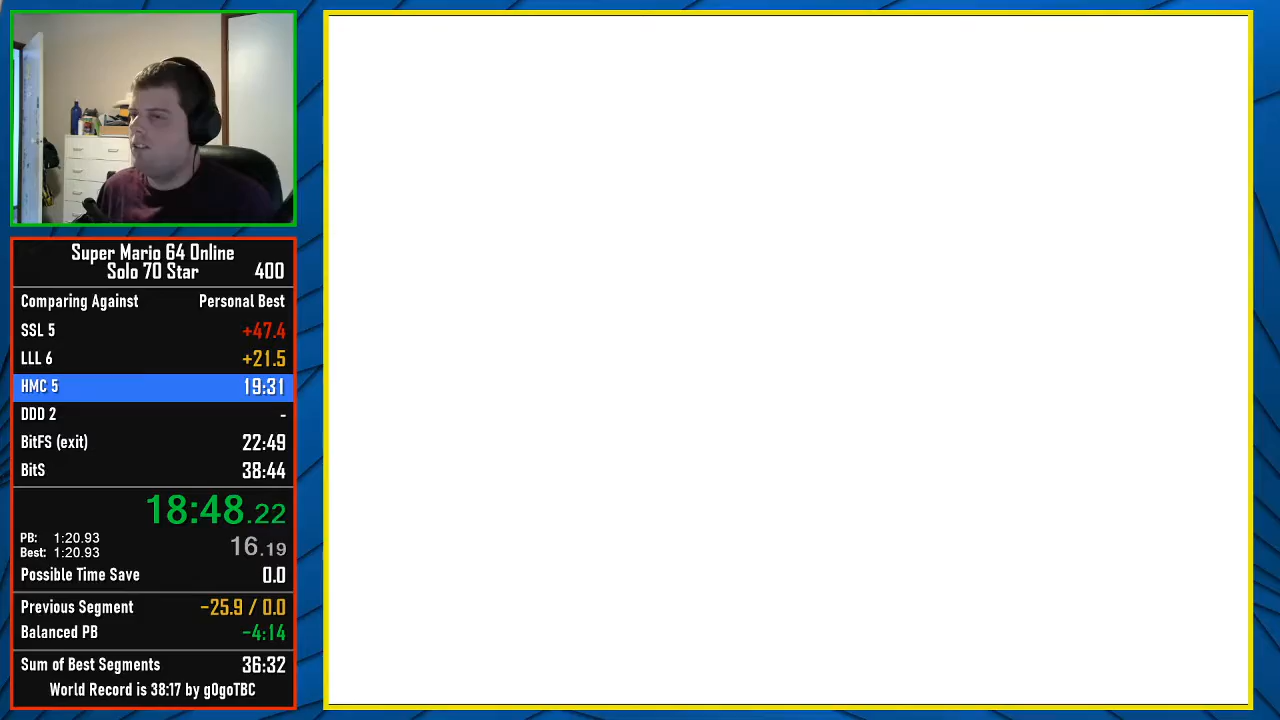 Super Mario 64 Online
Solo 70 Star 400
Comparing Against Personal Best
SSL 5 +47.4
LLL 6 +21.5
HMC 5 19:31
DDD 2 -
BitFS (exit) 22:49
BitS 38:44
18:48.22
PB: 1:20.93
Best: 1:20.93
16.19
Possible Time Save 0.0
Previous Segment -25.9 / 0.0
Balanced PB -4:14
Sum of Best Segments 36:32
World Record is 38:17 by g0goTBC